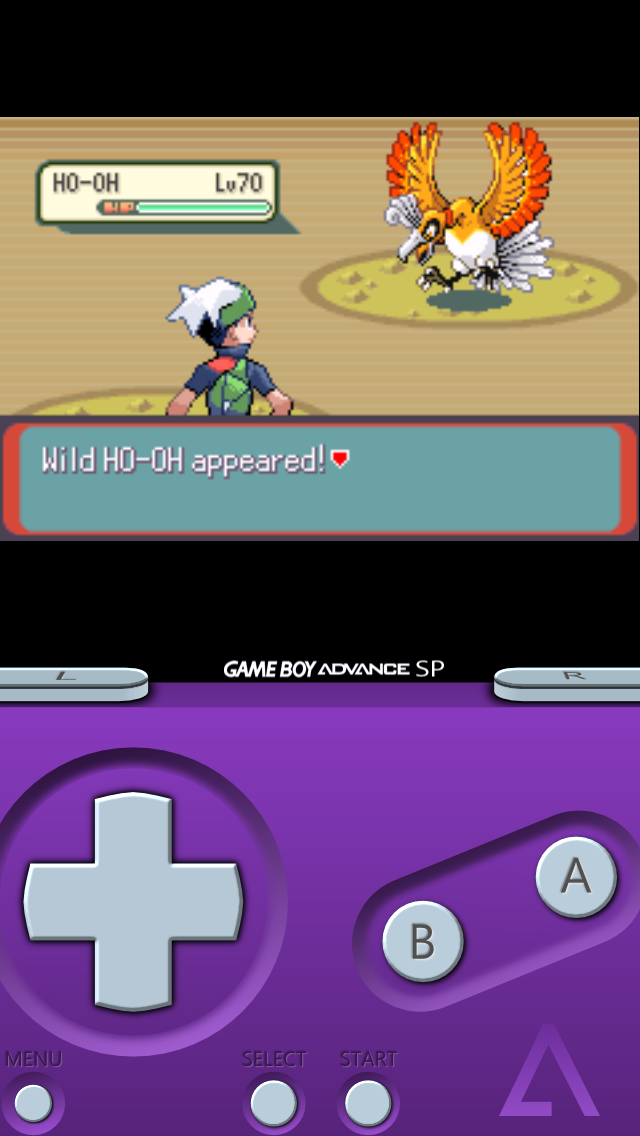 HO-OH Lv70
HP
Wild HO-OH appeared!
GAME BOY ADVANCE SP
L R
A
B
MENU SELECT START